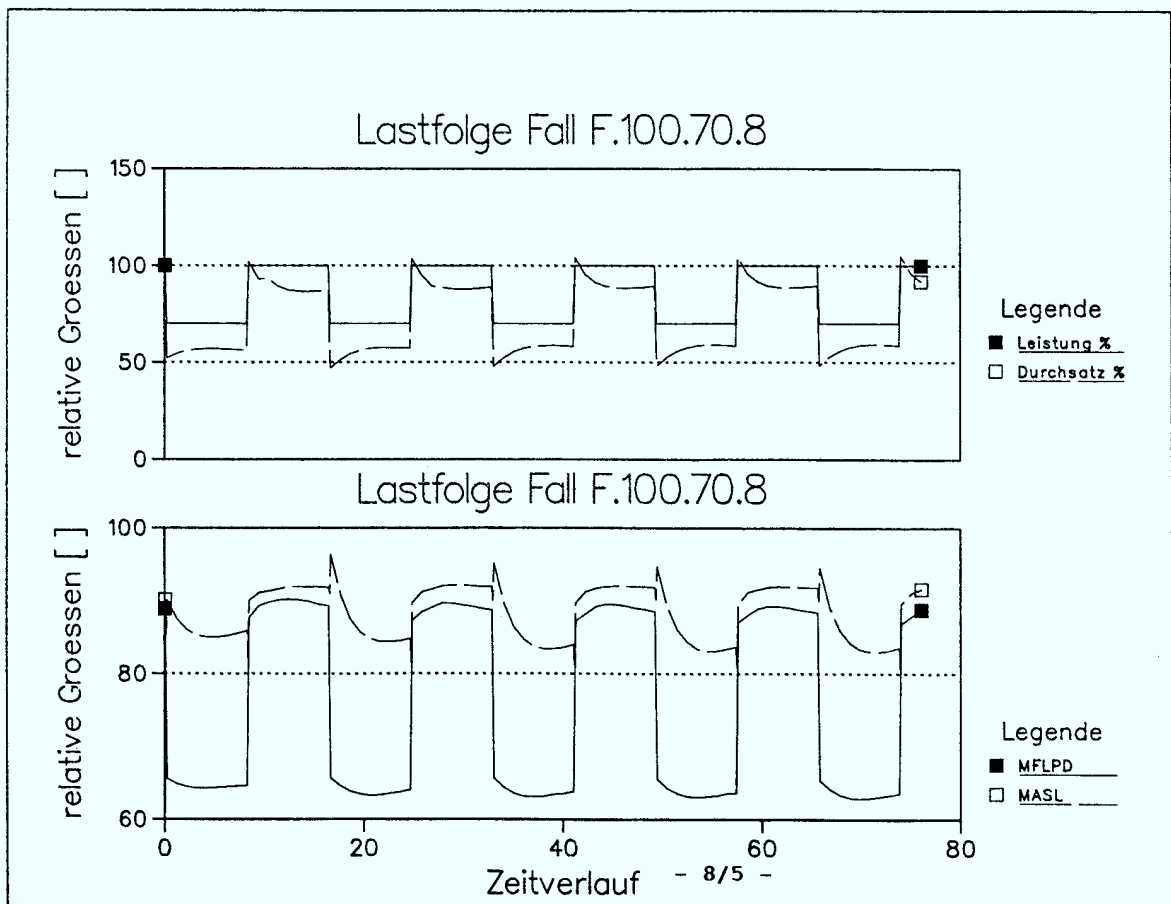 Lastfolge Fall F.100.70.8
relative Groessen [ ]
150
100
50
0
Legende
Leistung %
Durchsatz %
Lastfolge Fall F.100.70.8
relative Groessen [ ]
100
80
60
Legende
MFLPD
MASL
0 20 40 60 80
Zeitverlauf - 8/5 -